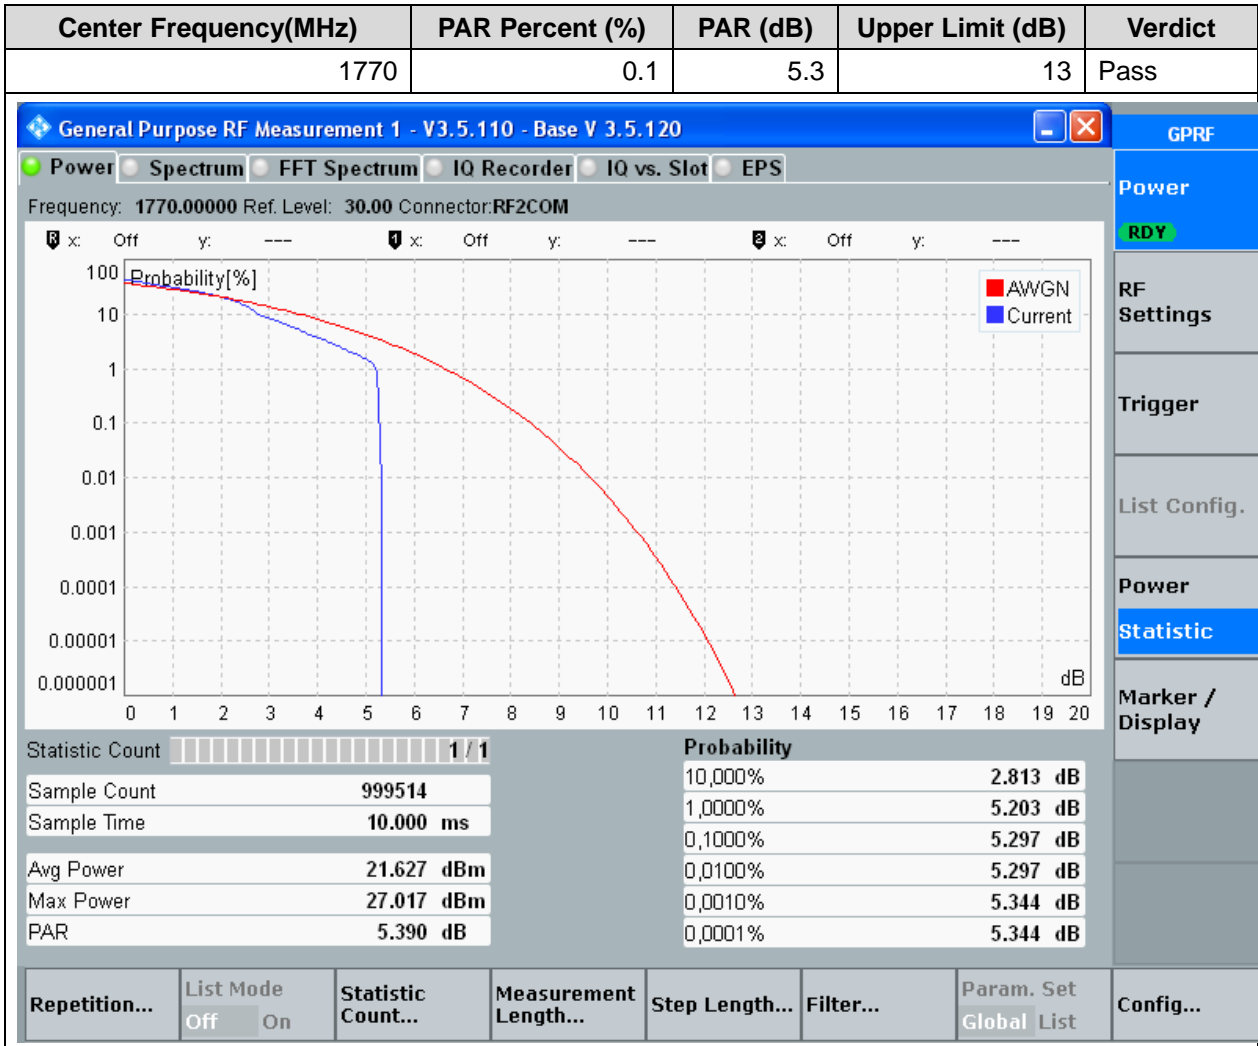 Center Frequency(MHz) PAR Percent (%) PAR (dB) Upper Limit (dB) Verdict
1770 0.1 5.3 13 Pass
General Purpose RF Measurement 1 - V3.5.110 - Base V 3.5.120
GPRF
Power Spectrum FFT Spectrum IQ Recorder IQ vs. Slot EPS
Frequency: 1770.00000 Ref. Level: 30.00 Connector:RF2COM
R x: Off y: --- 1 x: Off y: --- 2 x: Off y: ---
Probability[%]
AWGN
Current
100
10
1
0.1
0.01
0.001
0.0001
0.00001
0.000001
dB
0 1 2 3 4 5 6 7 8 9 10 11 12 13 14 15 16 17 18 19 20
Statistic Count 1 / 1
Sample Count 999514
Sample Time 10.000 ms
Avg Power 21.627 dBm
Max Power 27.017 dBm
PAR 5.390 dB
Probability
10,000% 2.813 dB
1,0000% 5.203 dB
0,1000% 5.297 dB
0,0100% 5.297 dB
0,0010% 5.344 dB
0,0001% 5.344 dB
Power
RDY
RF
Settings
Trigger
List Config.
Power
Statistic
Marker /
Display
Repetition...
List Mode
Off On
Statistic
Count...
Measurement
Length...
Step Length...
Filter...
Param. Set
Global List
Config...